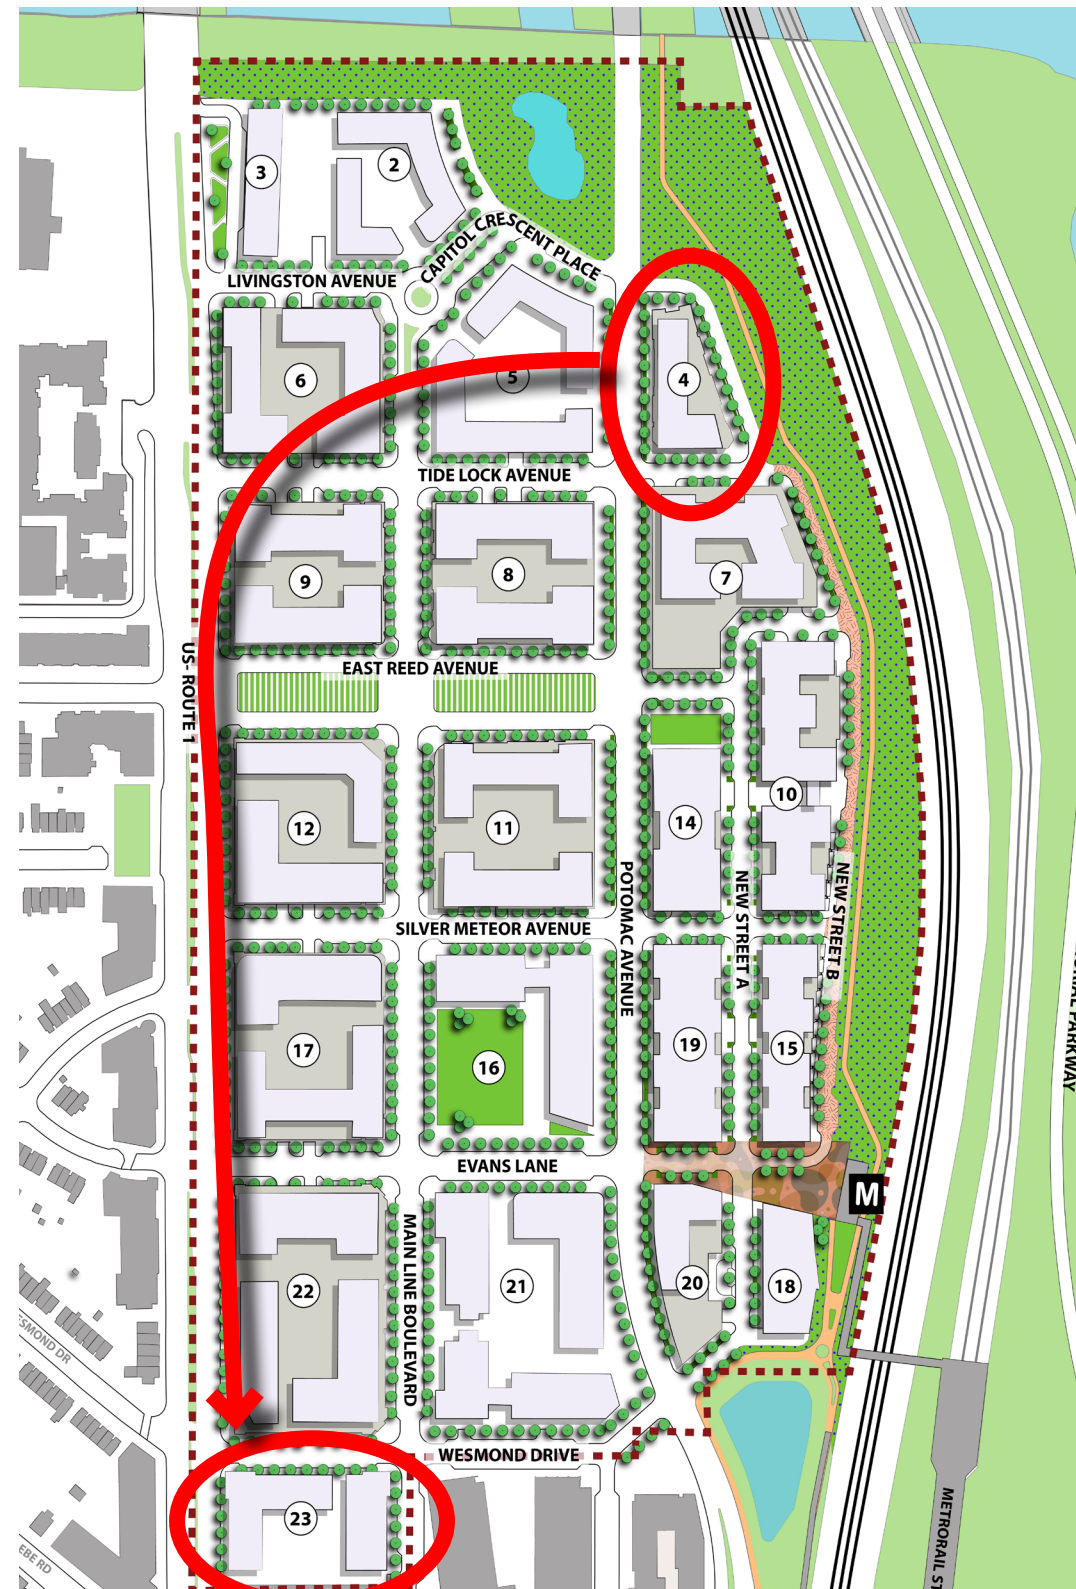 3
2
CAPITOL CRESCENT PLACE
LIVINGSTON AVENUE
6
5
4
TIDE LOCK AVENUE
9
8
7
EAST REED AVENUE
US- ROUTE 1
10
12
11
14
POTOMAC AVENUE
NEW STREET A
NEW STREET B
SILVER METEOR AVENUE
17
16
19
15
EVANS LANE
M
MAIN LINE BOULEVARD
22
21
20
18
WESMOND DRIVE
23
METRORAIL
PARKWAY